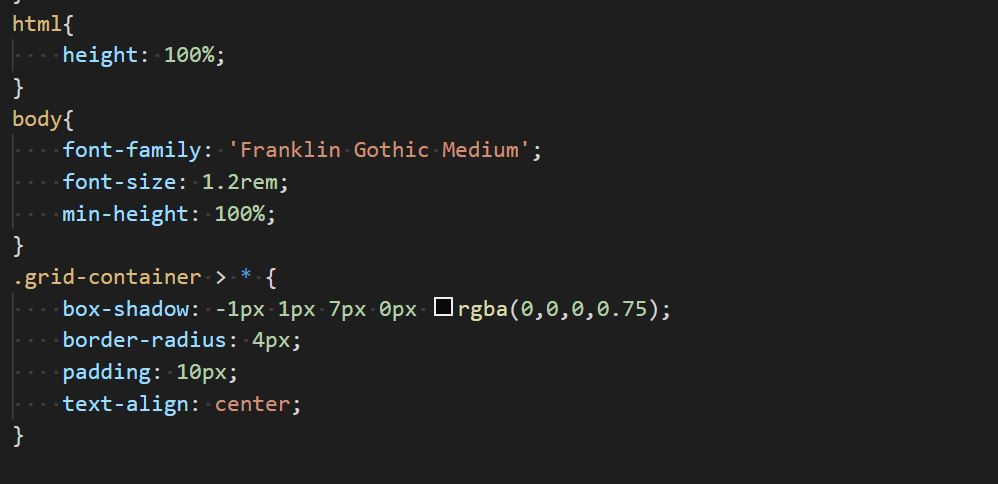 }
html{
    height: 100%;
}
body{
    font-family: 'Franklin Gothic Medium';
    font-size: 1.2rem;
    min-height: 100%;
}
.grid-container > * {
    box-shadow: -1px 1px 7px 0px rgba(0,0,0,0.75);
    border-radius: 4px;
    padding: 10px;
    text-align: center;
}